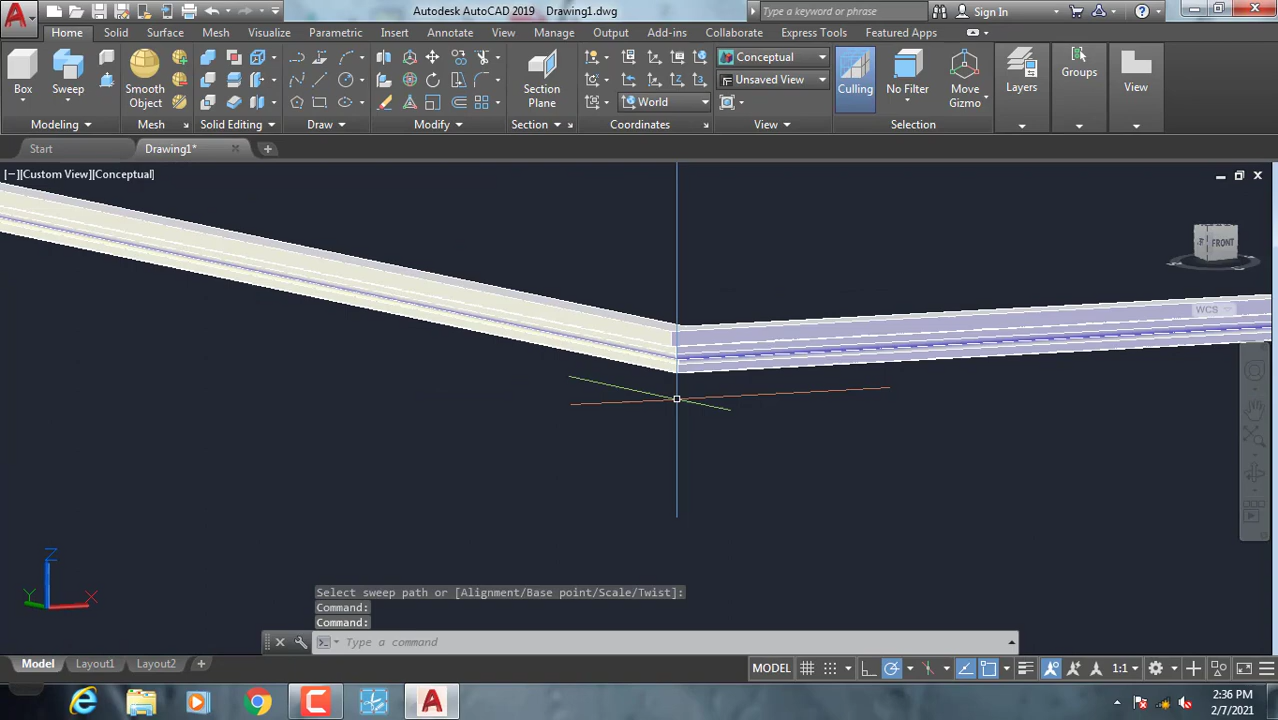 Autodesk AutoCAD 2019 Drawing1.dwg
Type a keyword or phrase
Sign In
Home Solid Surface Mesh Visualize Parametric Insert Annotate View Manage Output Add-ins Collaborate Express Tools Featured Apps
Box
Sweep
Smooth
Object
Section
Plane
Conceptual
Unsaved View
World
Culling
No Filter
Move
Gizmo
Layers
Groups
View
Modeling
Mesh
Solid Editing
Draw
Modify
Section
Coordinates
View
Selection
Start
Drawing1*
[−][Custom View][Conceptual]
FRONT
WCS
Z
Y
X
Select sweep path or [Alignment/Base point/Scale/Twist]:
Command:
Command:
Type a command
Model Layout1 Layout2
MODEL
1:1
2:36 PM
2/7/2021